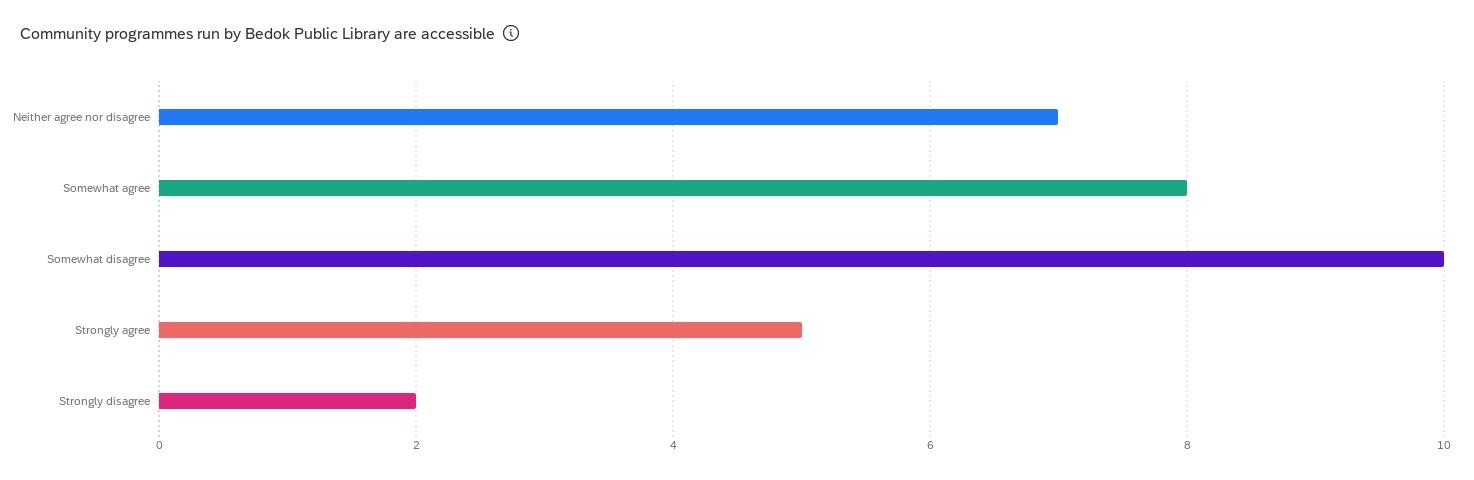 Community programmes run by Bedok Public Library are accessible
Neither agree nor disagree
Somewhat agree
Somewhat disagree
Strongly agree
Strongly disagree
0 2 4 6 8 10